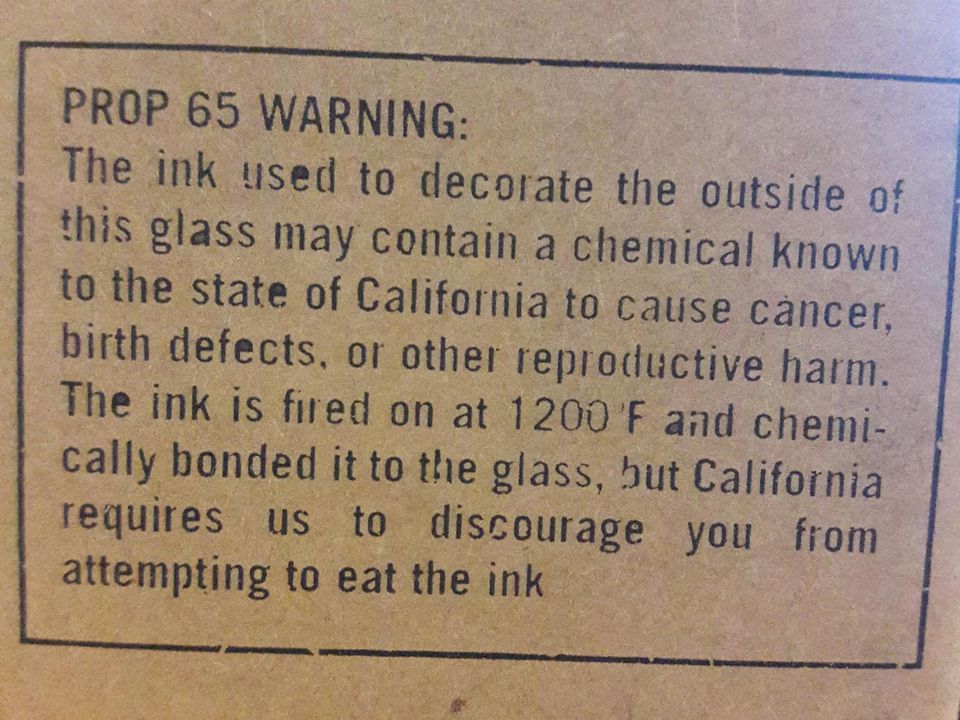 PROP 65 WARNING:
The ink used to decorate the outside of
this glass may contain a chemical known
to the state of California to cause cancer,
birth defects, or other reproductive harm.
The ink is fired on at 1200°F and chemi-
cally bonded it to the glass, but California
requires us to discourage you from
attempting to eat the ink